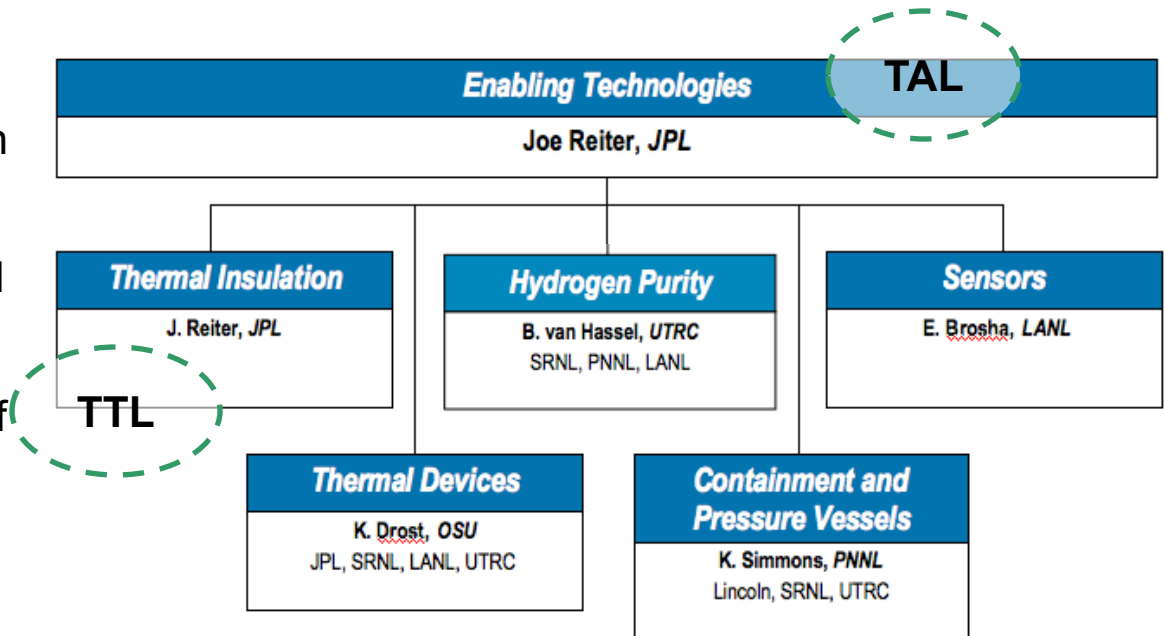 Enabling Technologies
TAL
Joe Reiter, JPL
Thermal Insulation
J. Reiter, JPL
TTL
Hydrogen Purity
B. van Hassel, UTRC
SRNL, PNNL, LANL
Sensors
E. Brosha, LANL
Thermal Devices
K. Drost, OSU
JPL, SRNL, LANL, UTRC
Containment and
Pressure Vessels
K. Simmons, PNNL
Lincoln, SRNL, UTRC